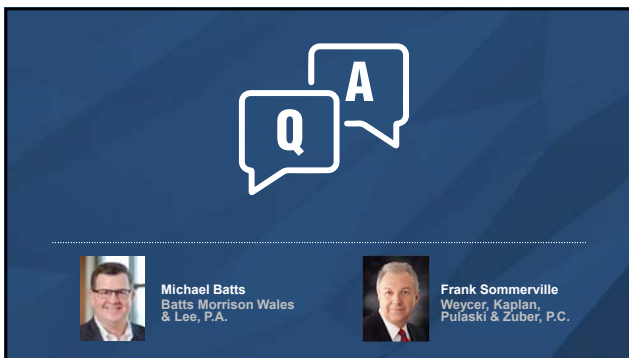 Q
A
Michael Batts
Batts Morrison Wales
& Lee, P.A.
Frank Sommerville
Weycer, Kaplan,
Pulaski & Zuber, P.C.